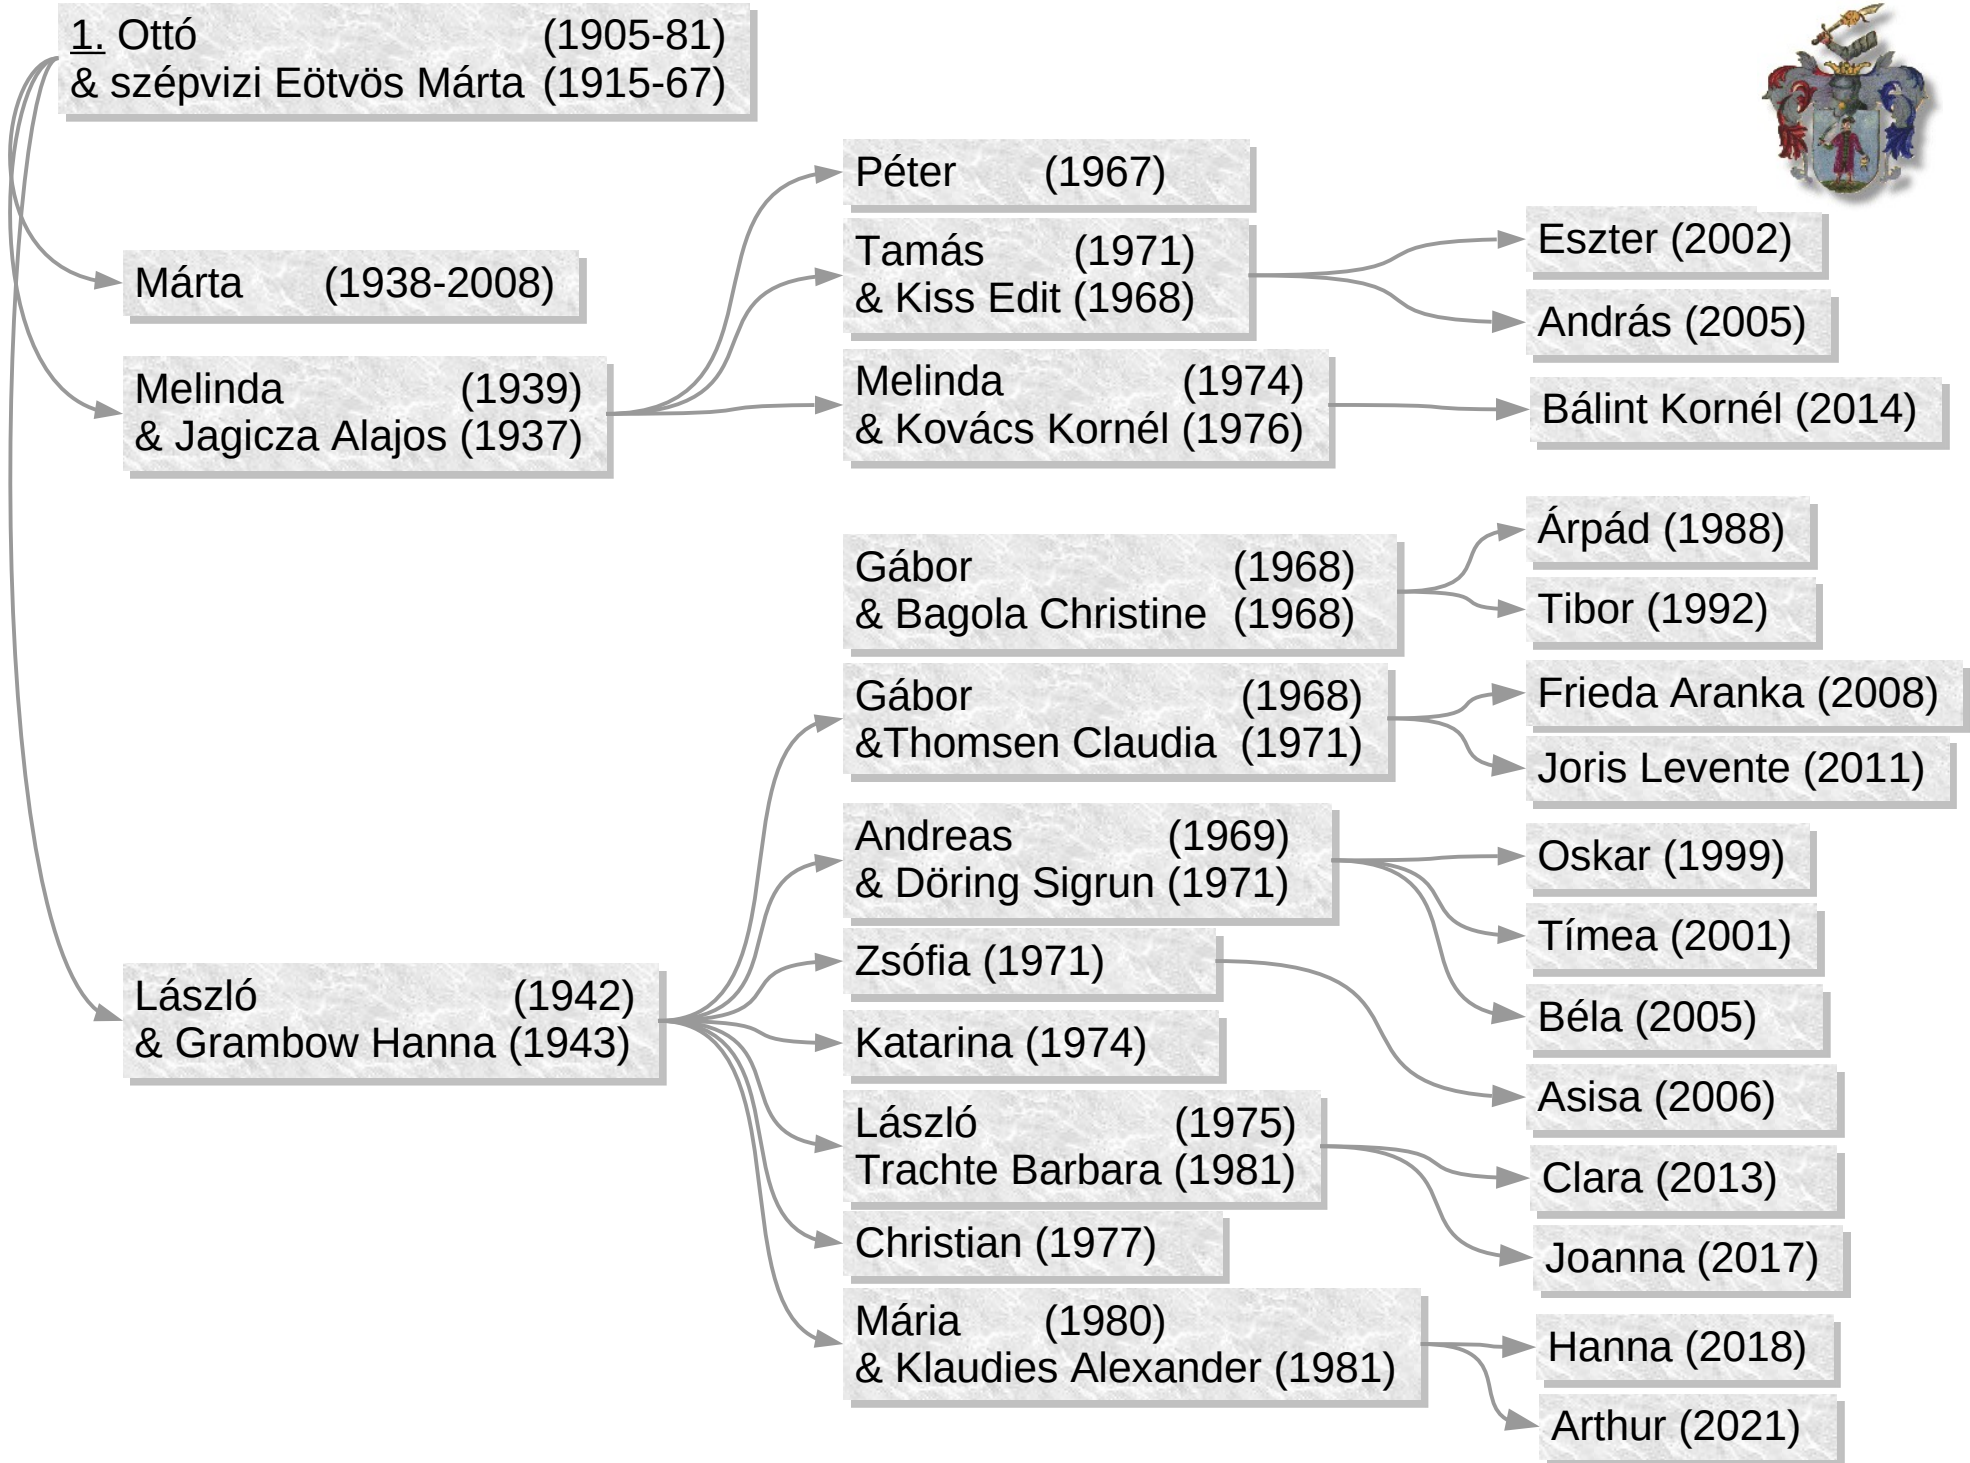 1. Ottó (1905-81)
& szépvizi Eötvös Márta (1915-67)
Márta (1938-2008)
Melinda (1939)
& Jagicza Alajos (1937)
László (1942)
& Grambow Hanna (1943)
Péter (1967)
Tamás (1971)
& Kiss Edit (1968)
Melinda (1974)
& Kovács Kornél (1976)
Gábor (1968)
& Bagola Christine (1968)
Gábor (1968)
&Thomsen Claudia (1971)
Andreas (1969)
& Döring Sigrun (1971)
Zsófia (1971)
Katarina (1974)
László (1975)
Trachte Barbara (1981)
Christian (1977)
Mária (1980)
& Klaudies Alexander (1981)
Eszter (2002)
András (2005)
Bálint Kornél (2014)
Árpád (1988)
Tibor (1992)
Frieda Aranka (2008)
Joris Levente (2011)
Oskar (1999)
Tímea (2001)
Béla (2005)
Asisa (2006)
Clara (2013)
Joanna (2017)
Hanna (2018)
Arthur (2021)